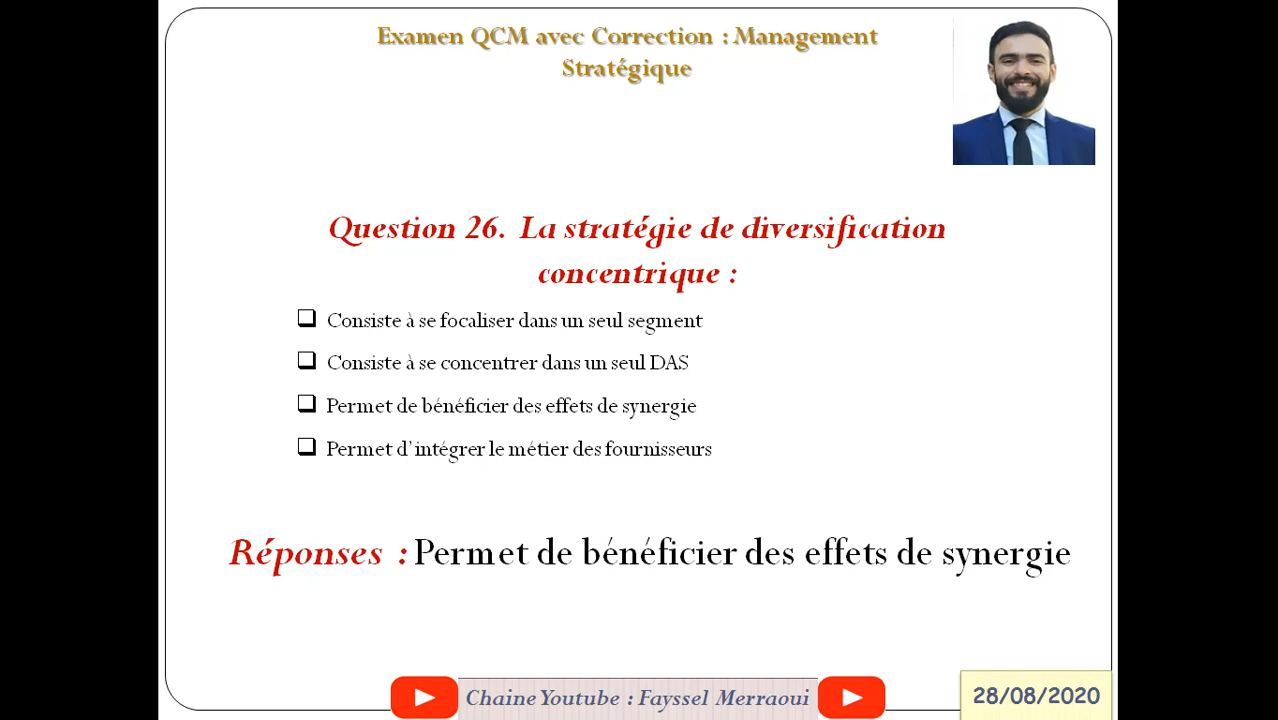 Examen QCM avec Correction : Management
Stratégique
Question 26. La stratégie de diversification
concentrique :
Consiste à se focaliser dans un seul segment
Consiste à se concentrer dans un seul DAS
Permet de bénéficier des effets de synergie
Permet d' intégrer le métier des fournisseurs
Réponses : Permet de bénéficier des effets de synergie
Chaine Youtube : Fayssel Merraoui
28/08/2020